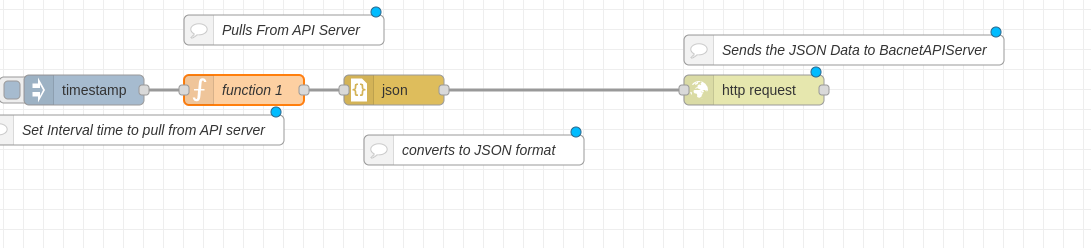 Pulls From API Server
Sends the JSON Data to BacnetAPIServer
timestamp
function 1
json
http request
Set Interval time to pull from API server
converts to JSON format